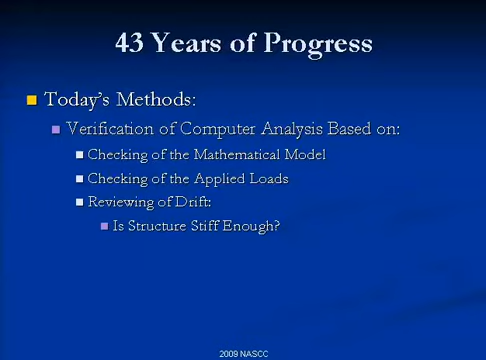 43 Years of Progress
Today's Methods:
Verification of Computer Analysis Based on:
Checking of the Mathematical Model
Checking of the Applied Loads
Reviewing of Drift:
Is Structure Stiff Enough?
2009 NASCC